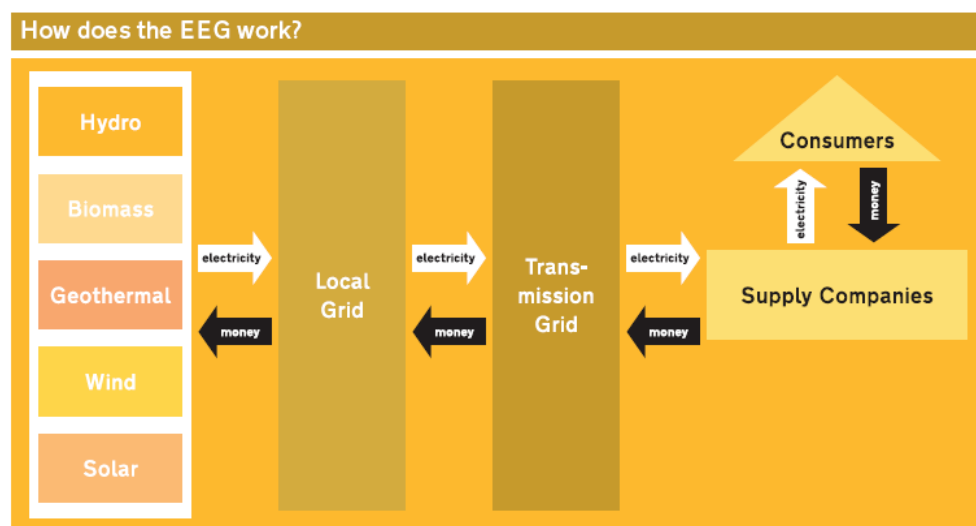 How does the EEG work?
Hydro
Biomass
Geothermal
Wind
Solar
electricity
money
Local
Grid
electricity
money
Trans-
mission
Grid
electricity
money
Consumers
electricity
money
Supply Companies